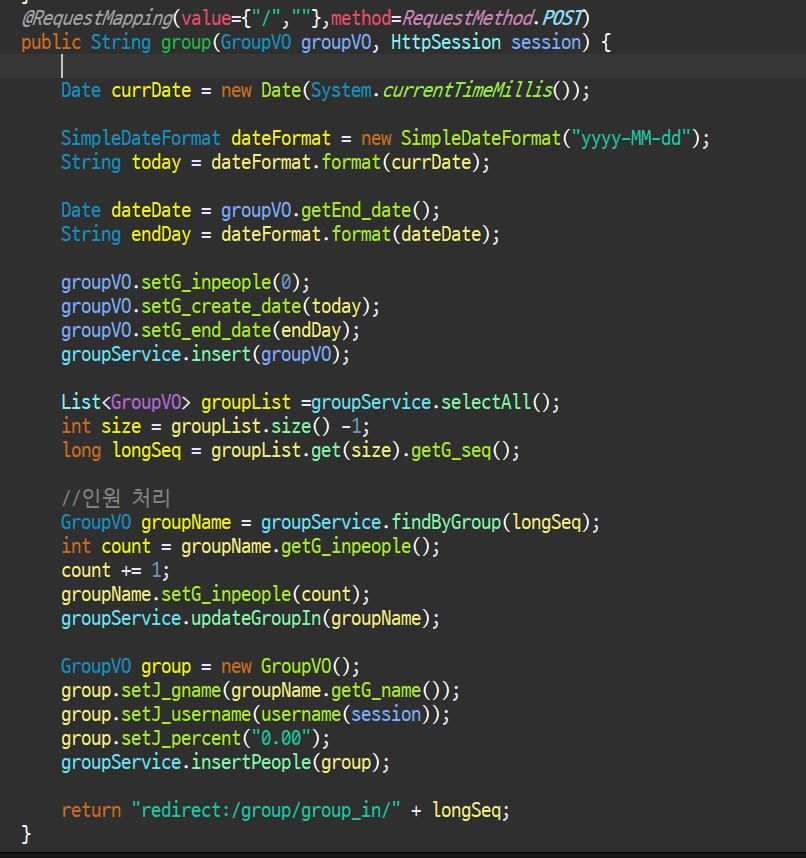 @RequestMapping(value={"/",""},method=RequestMethod.POST)
public String group(GroupVO groupVO, HttpSession session) {
Date currDate = new Date(System.currentTimeMillis());
SimpleDateFormat dateFormat = new SimpleDateFormat("yyyy-MM-dd");
String today = dateFormat.format(currDate);
Date dateDate = groupVO.getEnd_date();
String endDay = dateFormat.format(dateDate);
groupVO.setG_inpeople(0);
groupVO.setG_create_date(today);
groupVO.setG_end_date(endDay);
groupService.insert(groupVO);
List<GroupVO> groupList =groupService.selectAll();
int size = groupList.size() -1;
long longSeq = groupList.get(size).getG_seq();
//인원 처리
GroupVO groupName = groupService.findByGroup(longSeq);
int count = groupName.getG_inpeople();
count += 1;
groupName.setG_inpeople(count);
groupService.updateGroupIn(groupName);
GroupVO group = new GroupVO();
group.setJ_gname(groupName.getG_name());
group.setJ_username(username(session));
group.setJ_percent("0.00");
groupService.insertPeople(group);
return "redirect:/group/group_in/" + longSeq;
}